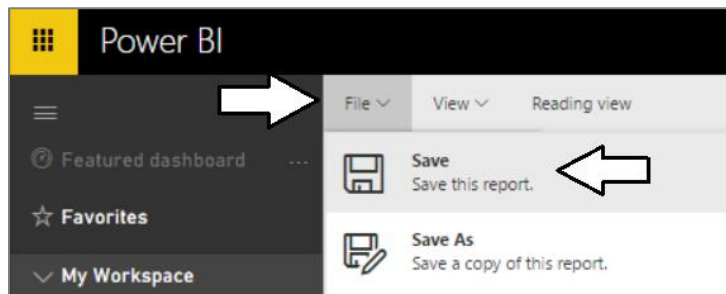 Power BI
File View Reading view
Featured dashboard ...
Save
Save this report.
Favorites
Save As
Save a copy of this report.
My Workspace